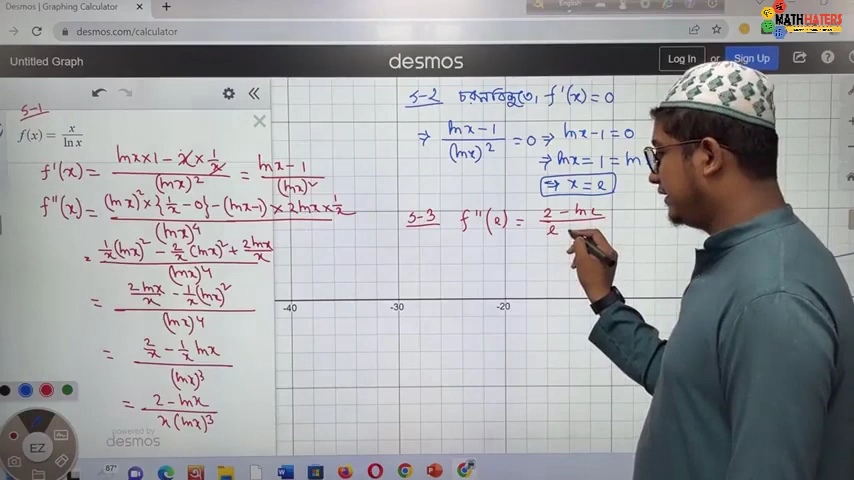 Desmos | Graphing Calculator
MATH HATERS
desmos.com/calculator
Untitled Graph
desmos
Log In or Sign Up
S-1
f(x) = x / ln x
f'(x) = (ln x × 1 - x × 1/x) / (ln x)² = (ln x - 1) / (ln x)²
f''(x) = ((ln x)² × {1/x - 0} - (ln x - 1) × 2 ln x × 1/x) / (ln x)⁴
= (1/x (ln x)² - 2/x (ln x)² + 2 ln x / x) / (ln x)⁴
= (2 ln x / x - 1/x (ln x)²) / (ln x)⁴
= (2/x - 1/x ln x) / (ln x)³
= (2 - ln x) / x (ln x)³
powered by
desmos
S-2 চরমবিন্দুতে, f'(x) = 0
⇒ (ln x - 1) / (ln x)² = 0 ⇒ ln x - 1 = 0
⇒ ln x = 1 = ln
⇒ x = e
S-3 f''(e) = (2 - ln e) / e
-40 -30 -20
EZ
87°